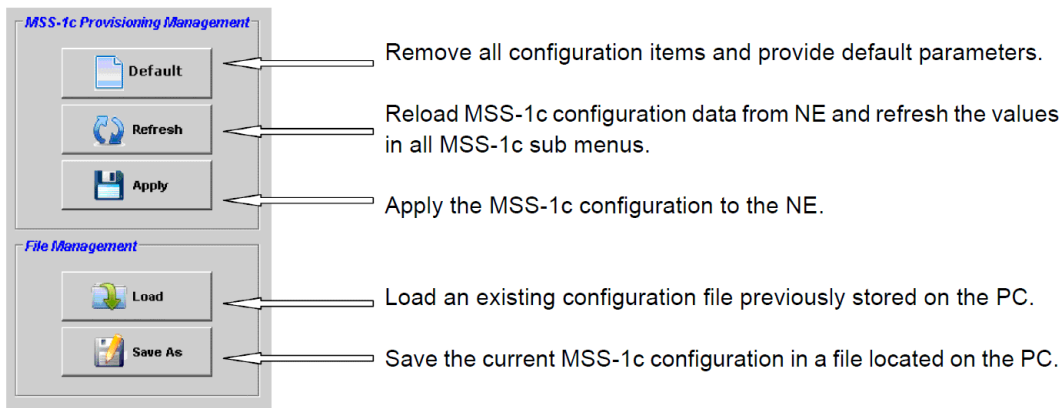 MSS-1c Provisioning Management
Default
Remove all configuration items and provide default parameters.
Refresh
Reload MSS-1c configuration data from NE and refresh the values
in all MSS-1c sub menus.
Apply
Apply the MSS-1c configuration to the NE.
File Management
Load
Load an existing configuration file previously stored on the PC.
Save As
Save the current MSS-1c configuration in a file located on the PC.